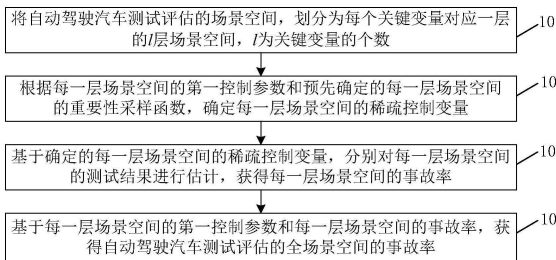 将自动驾驶汽车测试评估的场景空间，划分为每个关键变量对应一层
的l层场景空间，l为关键变量的个数
10
根据每一层场景空间的第一控制参数和预先确定的每一层场景空间
的重要性采样函数，确定每一层场景空间的稀疏控制变量
10
基于确定的每一层场景空间的稀疏控制变量，分别对每一层场景空间
的测试结果进行估计，获得每一层场景空间的事故率
10
基于每一层场景空间的第一控制参数和每一层场景空间的事故率，获
得自动驾驶汽车测试评估的全场景空间的事故率
10